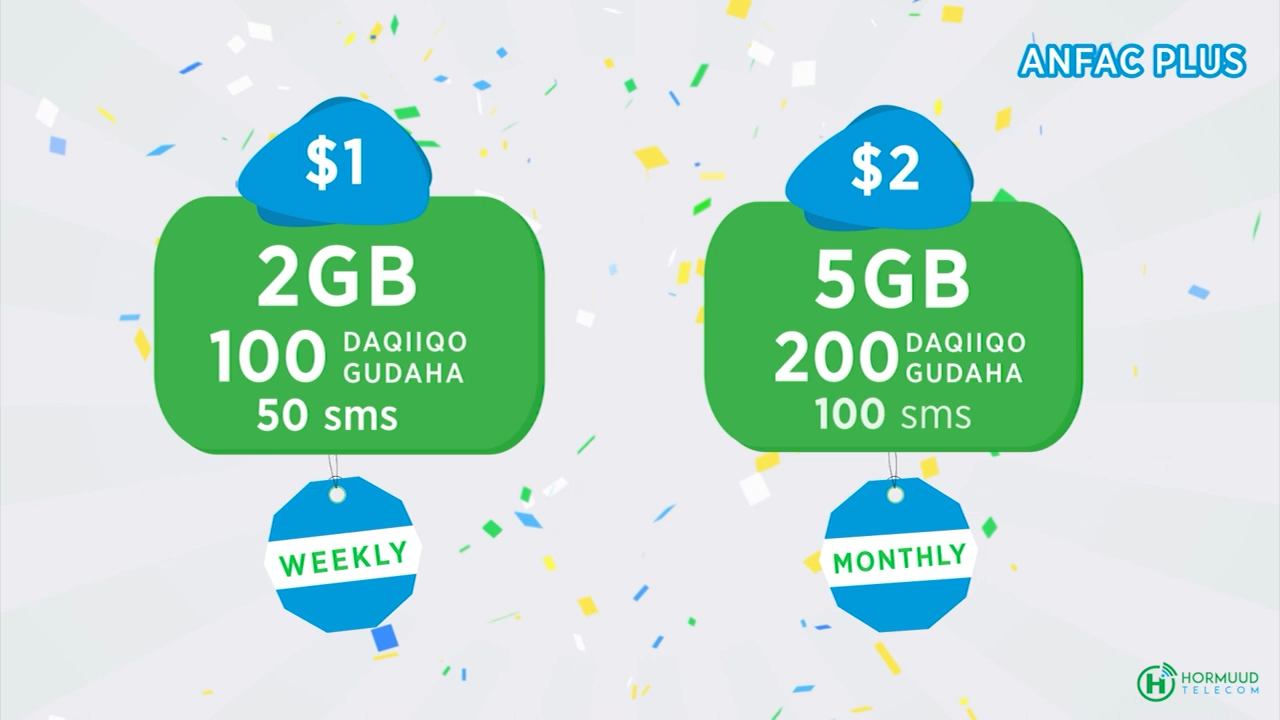 ANFAC PLUS
$1
2GB
100 DAQIIQO
GUDAHA
50 sms
WEEKLY
$2
5GB
200 DAQIIQO
GUDAHA
100 sms
MONTHLY
HORMUUD
TELECOM